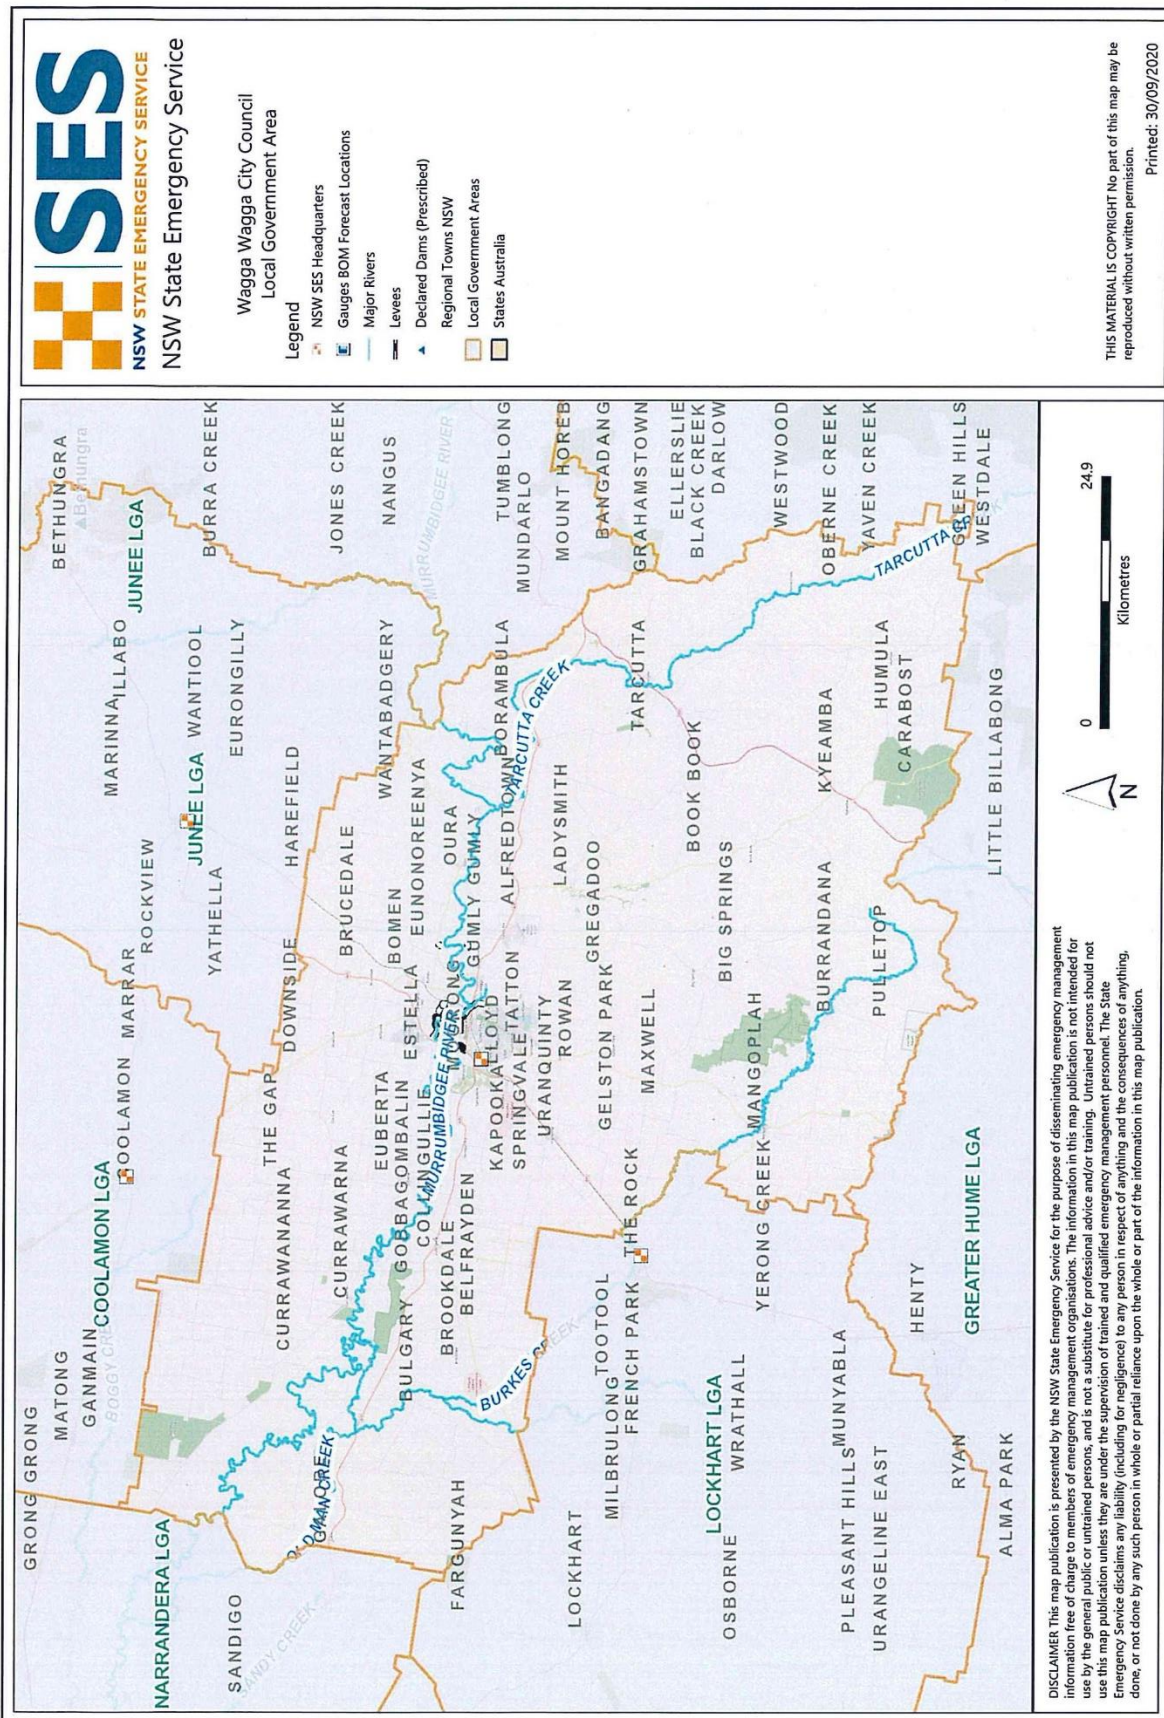 SES
NSW STATE EMERGENCY SERVICE
NSW State Emergency Service
Wagga Wagga City Council
Local Government Area
Legend
NSW SES Headquarters
Gauges BOM Forecast Locations
Major Rivers
Levees
Declared Dams (Prescribed)
Regional Towns NSW
Local Government Areas
States Australia
THIS MATERIAL IS COPYRIGHT No part of this map may be
reproduced without written permission.
Printed: 30/09/2020
GRONG GRONG
MATONG
GANMAIN
BOGGY CREEK
COOLAMON LGA
COOLAMON
MARRAR
ROCKVIEW
MARINNA
ILLABO
BETHUNGRA
Bethungra
JUNEE LGA
NARRANDERA LGA
SANDIGO
SANDY CREEK
YATHELLA
JUNEE LGA
WANTIOOL
EURONGILLY
BURRA CREEK
THE GAP
DOWNSIDE
HAREFIELD
CURRAWANANNA
CURRAWARNA
BRUCEDALE
JONES CREEK
EUBERTA
BOMEN
WANTABADGERY
NANGUS
GOBBAGOMBALIN
ESTELLA
EUNONOREENYA
BULGARY
COLLINGULLIE
MURRUMBIDGEE RIVER
MURRUMBIDGEE RIVER
OLD MAN CREEK
BROOKDALE
MOORONG
OURA
BELFRAYDEN
GUMLY GUMLY
FARGUNYAH
BURKES CREEK
KAPOOKA
LLOYD
SPRINGVALE
TATTON
ALFREDTOWN
BORAMBULA
TUMBLONG
TARCUTTA CREEK
MUNDARLO
URANQUINTY
ROWAN
LADYSMITH
MOUNT HOREB
LOCKHART
TOOTOOL
GELSTON PARK
GREGADOO
BANGADANG
MILBRULONG
FRENCH PARK
THE ROCK
MAXWELL
TARCUTTA
GRAHAMSTOWN
ELLERSLIE
BLACK CREEK
DARLOW
LOCKHART LGA
OSBORNE
WRATHALL
BIG SPRINGS
BOOK BOOK
YERONG CREEK
MANGOPLAH
WESTWOOD
PLEASANT HILLS
MUNYABLA
BURRANDANA
KYEAMBA
OBERNE CREEK
URANGELINE EAST
PULLETOP
HUMULA
YAVEN CREEK
TARCUTTA
HENTY
CARABOST
GREEN HILLS
WESTDALE
RYAN
GREATER HUME LGA
LITTLE BILLABONG
ALMA PARK
DISCLAIMER This map publication is presented by the NSW State Emergency Service for the purpose of disseminating emergency management
information free of charge to members of emergency management organisations. The information in this map publication is not intended for
use by the general public or untrained persons, and is not a substitute for professional advice and/or training. Untrained persons should not
use this map publication unless they are under the supervision of trained and qualified emergency management personnel. The State
Emergency Service disclaims any liability (including for negligence) to any person in respect of anything and the consequences of anything,
done, or not done by any such person in whole or partial reliance upon the whole or part of the information in this map publication.
N
0
24.9
Kilometres